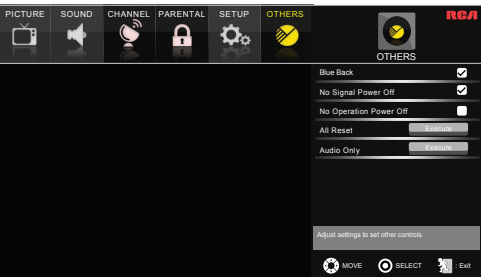 PICTURE SOUND CHANNEL PARENTAL SETUP OTHERS
RCA
OTHERS
Blue Back
No Signal Power Off
No Operation Power Off
All Reset Execute
Audio Only Execute
Adjust settings to set other controls.
MOVE SELECT : Exit